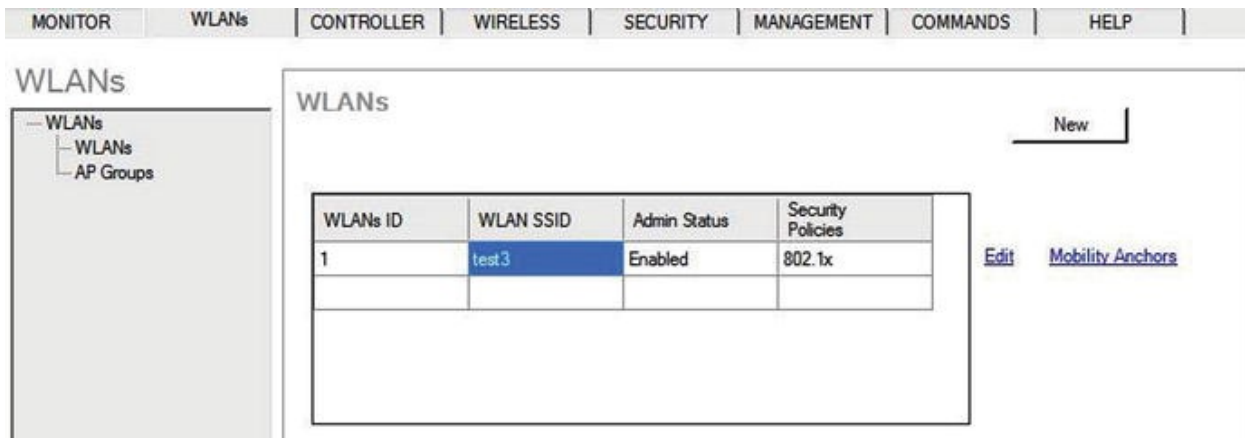 MONITOR WLANs CONTROLLER WIRELESS SECURITY MANAGEMENT COMMANDS HELP
WLANs
WLANs
WLANs
AP Groups
WLANs
New
WLANs ID WLAN SSID Admin Status Security Policies
1 test3 Enabled 802.1x Edit Mobility Anchors